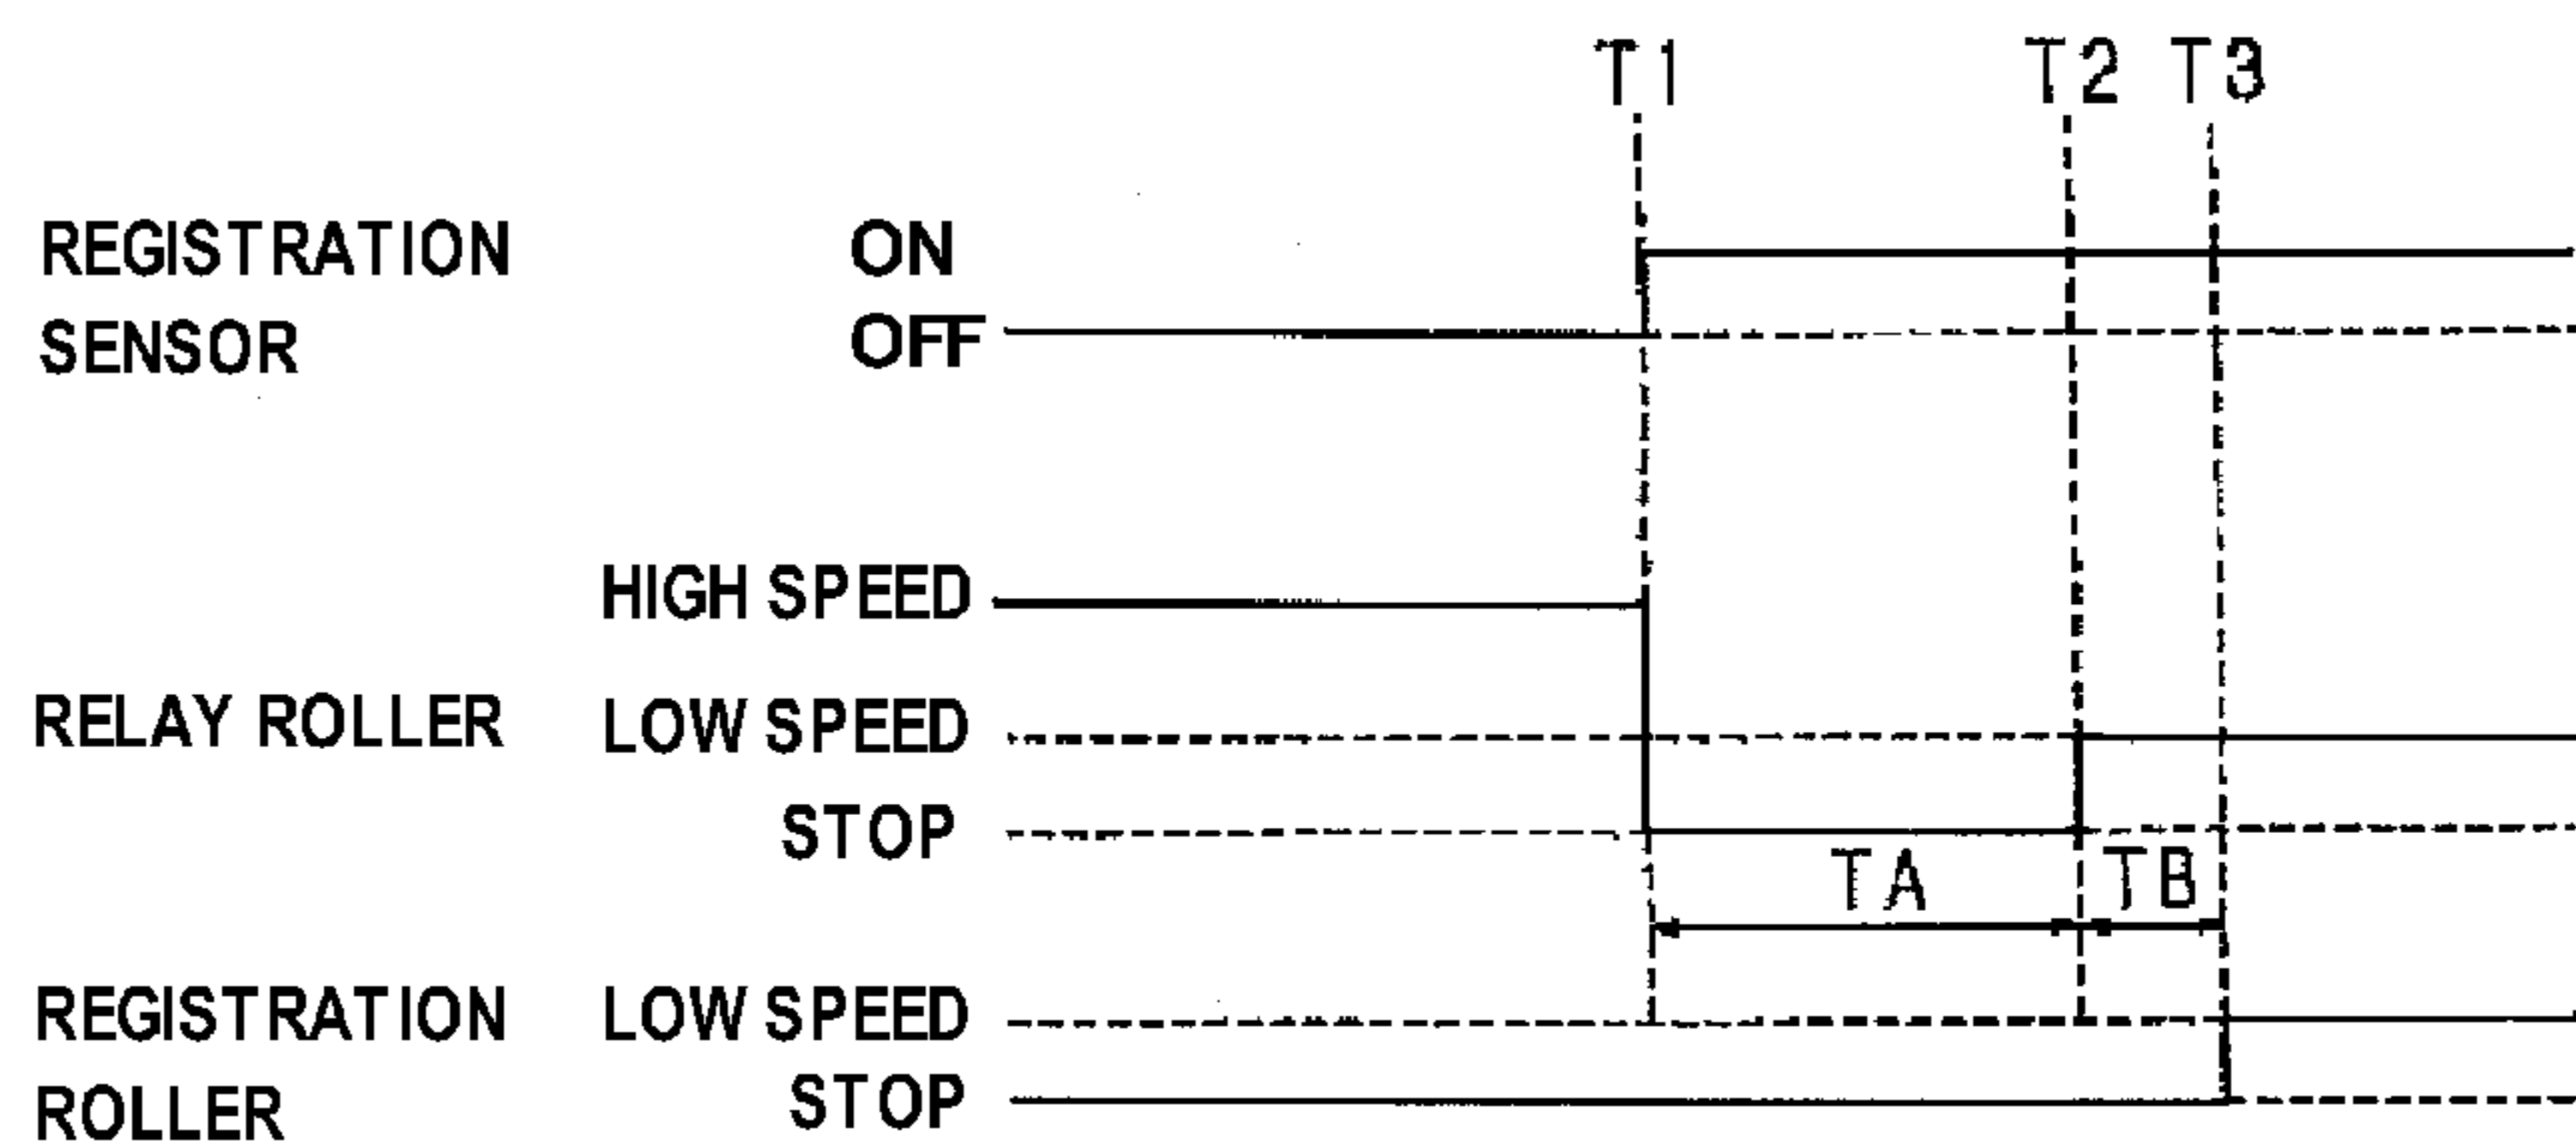 T1 T2 T3
REGISTRATION ON
SENSOR OFF
HIGH SPEED
RELAY ROLLER LOW SPEED
STOP
TA TB
REGISTRATION LOW SPEED
ROLLER STOP